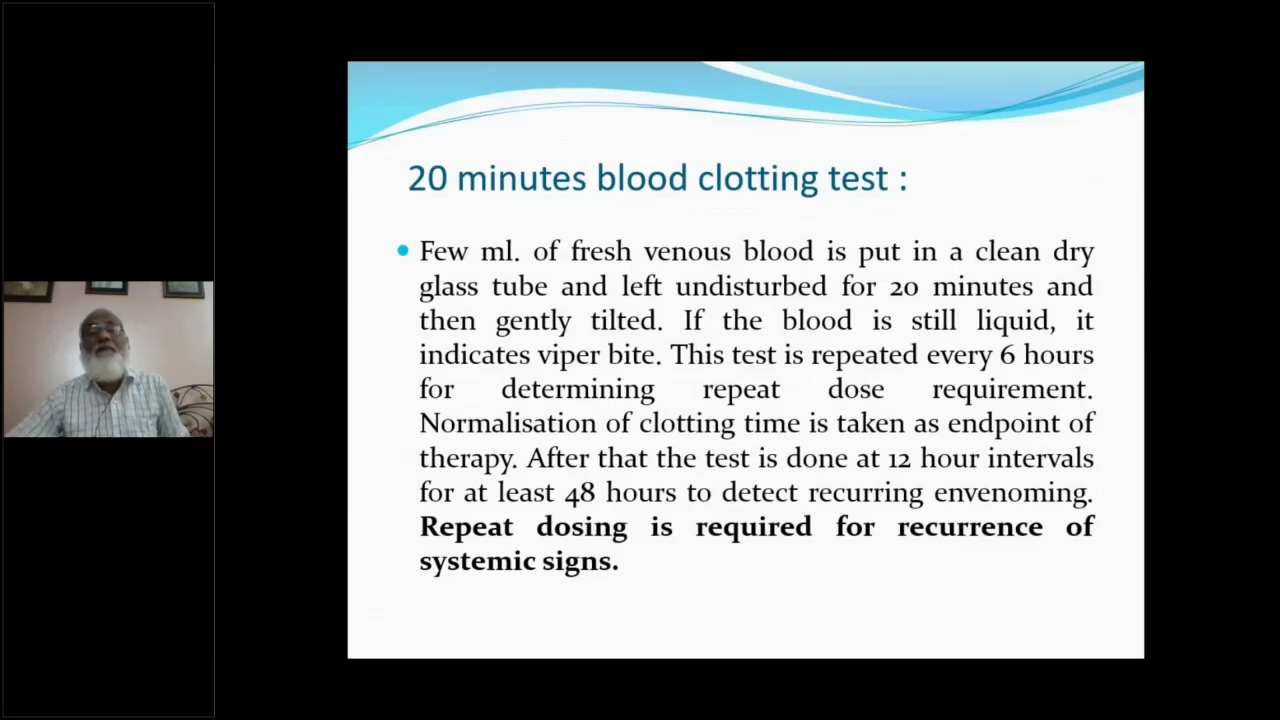 20 minutes blood clotting test :
Few ml. of fresh venous blood is put in a clean dry
glass tube and left undisturbed for 20 minutes and
then gently tilted. If the blood is still liquid, it
indicates viper bite. This test is repeated every 6 hours
for determining repeat dose requirement.
Normalisation of clotting time is taken as endpoint of
therapy. After that the test is done at 12 hour intervals
for at least 48 hours to detect recurring envenoming.
Repeat dosing is required for recurrence of
systemic signs.